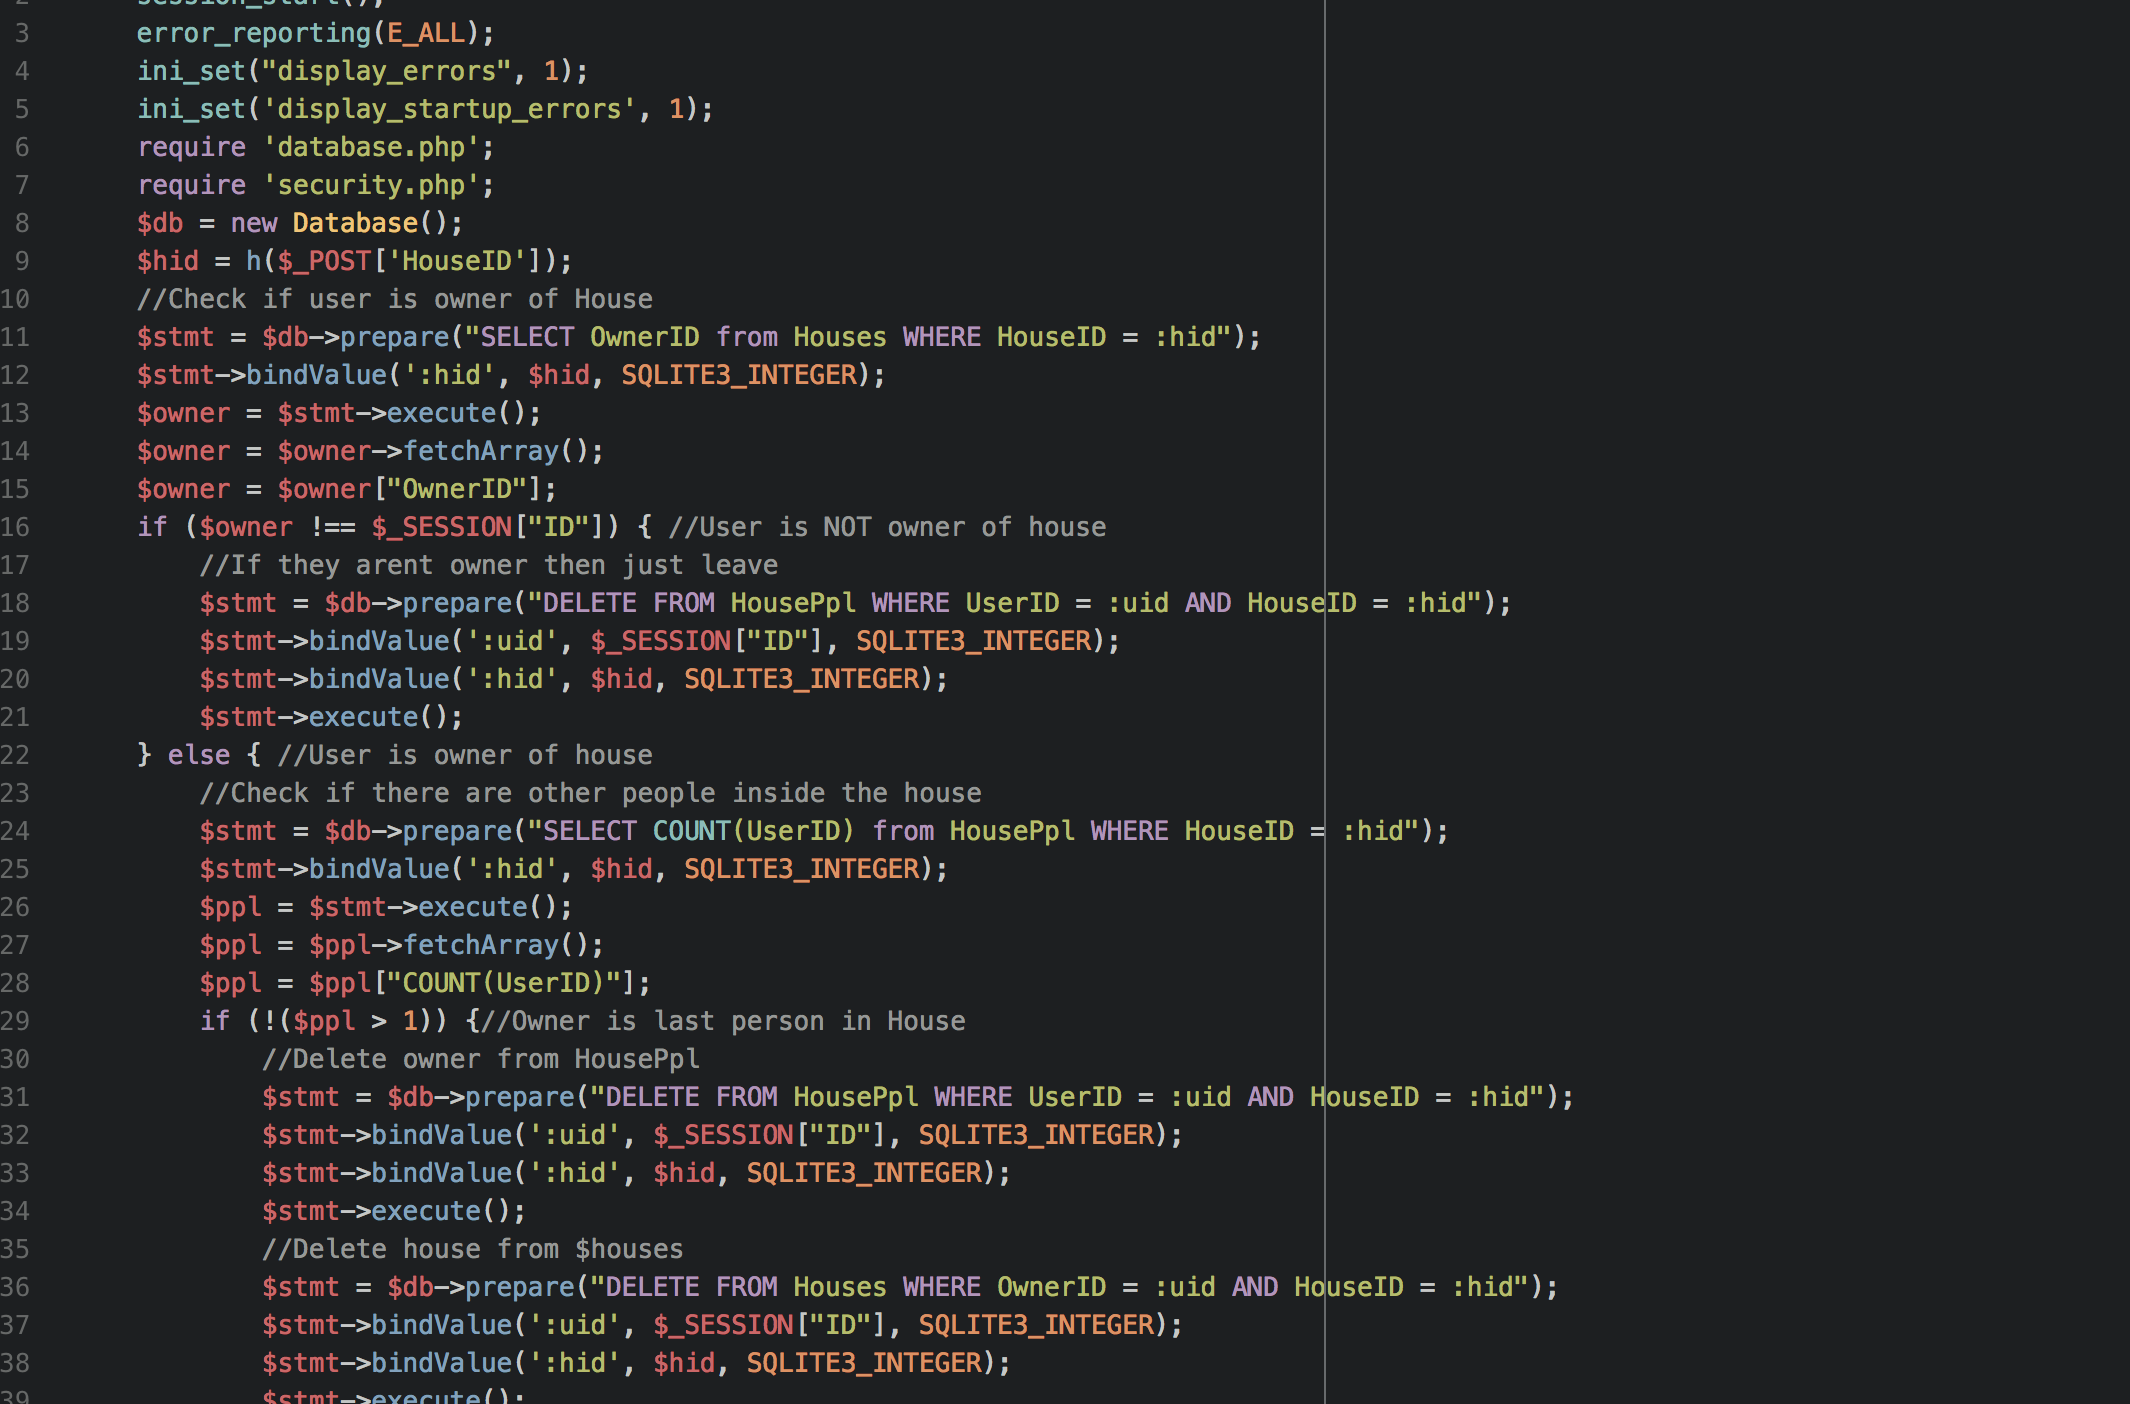 2 session_start();
3 error_reporting(E_ALL);
4 ini_set("display_errors", 1);
5 ini_set('display_startup_errors', 1);
6 require 'database.php';
7 require 'security.php';
8 $db = new Database();
9 $hid = h($_POST['HouseID']);
10 //Check if user is owner of House
11 $stmt = $db->prepare("SELECT OwnerID from Houses WHERE HouseID = :hid");
12 $stmt->bindValue(':hid', $hid, SQLITE3_INTEGER);
13 $owner = $stmt->execute();
14 $owner = $owner->fetchArray();
15 $owner = $owner["OwnerID"];
16 if ($owner !== $_SESSION["ID"]) { //User is NOT owner of house
17 //If they arent owner then just leave
18 $stmt = $db->prepare("DELETE FROM HousePpl WHERE UserID = :uid AND HouseID = :hid");
19 $stmt->bindValue(':uid', $_SESSION["ID"], SQLITE3_INTEGER);
20 $stmt->bindValue(':hid', $hid, SQLITE3_INTEGER);
21 $stmt->execute();
22 } else { //User is owner of house
23 //Check if there are other people inside the house
24 $stmt = $db->prepare("SELECT COUNT(UserID) from HousePpl WHERE HouseID = :hid");
25 $stmt->bindValue(':hid', $hid, SQLITE3_INTEGER);
26 $ppl = $stmt->execute();
27 $ppl = $ppl->fetchArray();
28 $ppl = $ppl["COUNT(UserID)"];
29 if (!($ppl > 1)) {//Owner is last person in House
30 //Delete owner from HousePpl
31 $stmt = $db->prepare("DELETE FROM HousePpl WHERE UserID = :uid AND HouseID = :hid");
32 $stmt->bindValue(':uid', $_SESSION["ID"], SQLITE3_INTEGER);
33 $stmt->bindValue(':hid', $hid, SQLITE3_INTEGER);
34 $stmt->execute();
35 //Delete house from $houses
36 $stmt = $db->prepare("DELETE FROM Houses WHERE OwnerID = :uid AND HouseID = :hid");
37 $stmt->bindValue(':uid', $_SESSION["ID"], SQLITE3_INTEGER);
38 $stmt->bindValue(':hid', $hid, SQLITE3_INTEGER);
39 $stmt->execute();